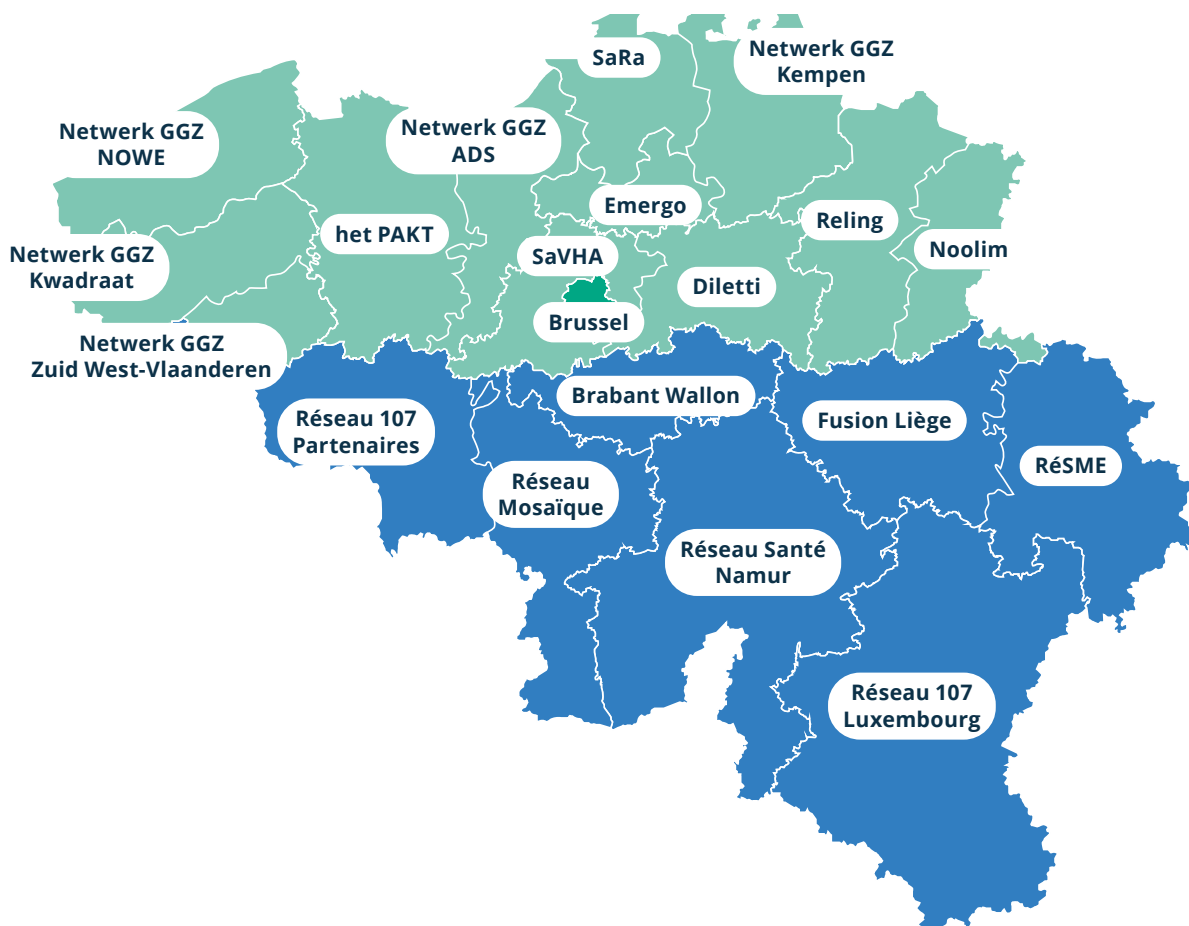 SaRa
Netwerk GGZ
Kempen
Netwerk GGZ
NOWE
Netwerk GGZ
ADS
Emergo
Reling
het PAKT
Noolim
SaVHA
Netwerk GGZ
Kwadraat
Diletti
Brussel
Netwerk GGZ
Zuid West-Vlaanderen
Brabant Wallon
Réseau 107
Partenaires
Fusion Liège
RéSME
Réseau
Mosaïque
Réseau Santé
Namur
Réseau 107
Luxembourg